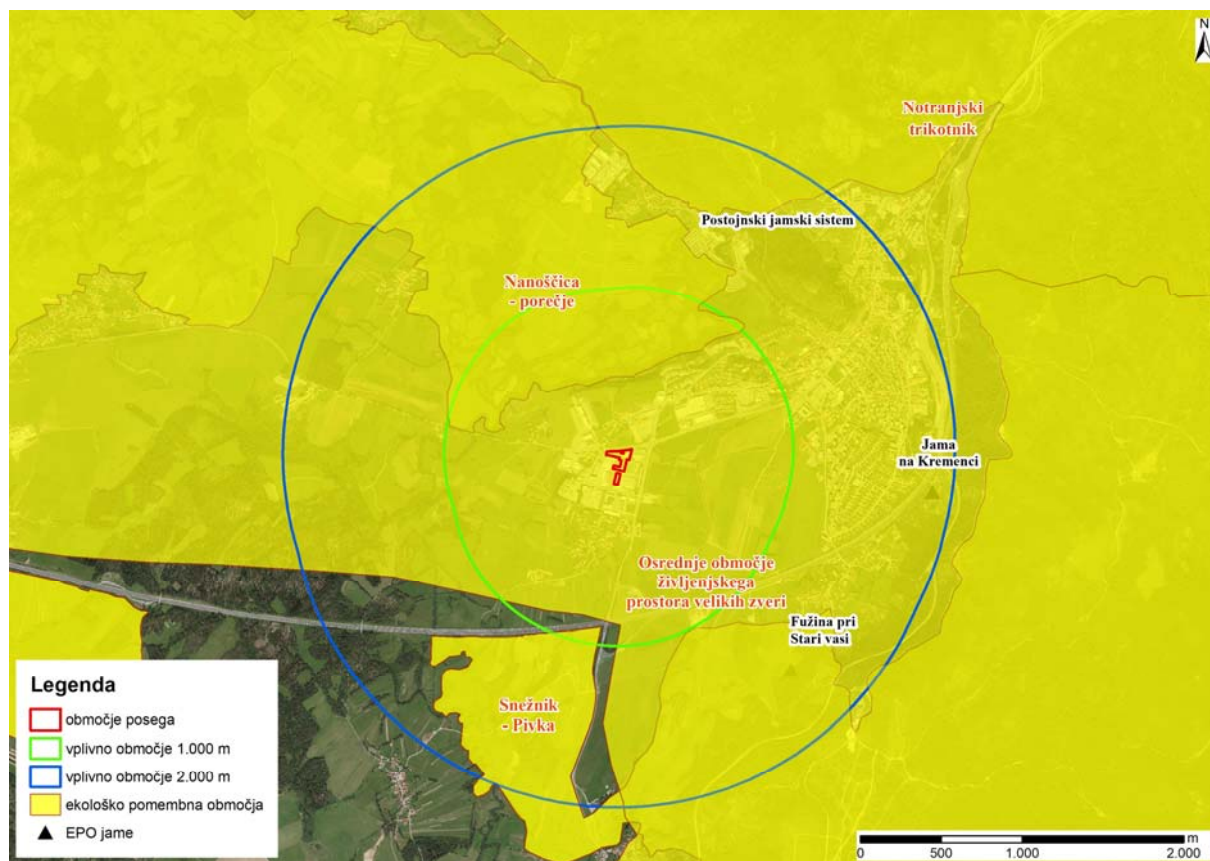 N
Notranjski
trikotnik
Postojnski jamski sistem
Nanoščica
- porečje
Jama
na Kremenci
Osrednje območje
življenjskega
prostora velikih zveri
Fužina pri
Stari vasi
Snežnik
- Pivka
Legenda
območje posega
vplivno območje 1.000 m
vplivno območje 2.000 m
ekološko pomembna območja
EPO jame
m
0 500 1.000 2.000